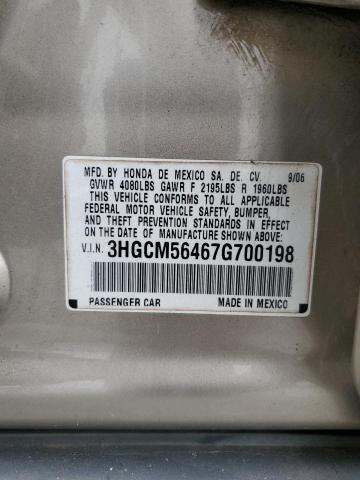 MFD. BY HONDA DE MEXICO SA. DE. CV. 9/06
GVWR 4080LBS GAWR F 2195LBS R 1960LBS
THIS VEHICLE CONFORMS TO ALL APPLICABLE
FEDERAL MOTOR VEHICLE SAFETY, BUMPER,
AND THEFT PREVENTION STANDARDS IN EFFECT
ON THE DATE OF MANUFACTURE SHOWN ABOVE.
V.I.N. 3HGCM56467G700198
PASSENGER CAR MADE IN MEXICO